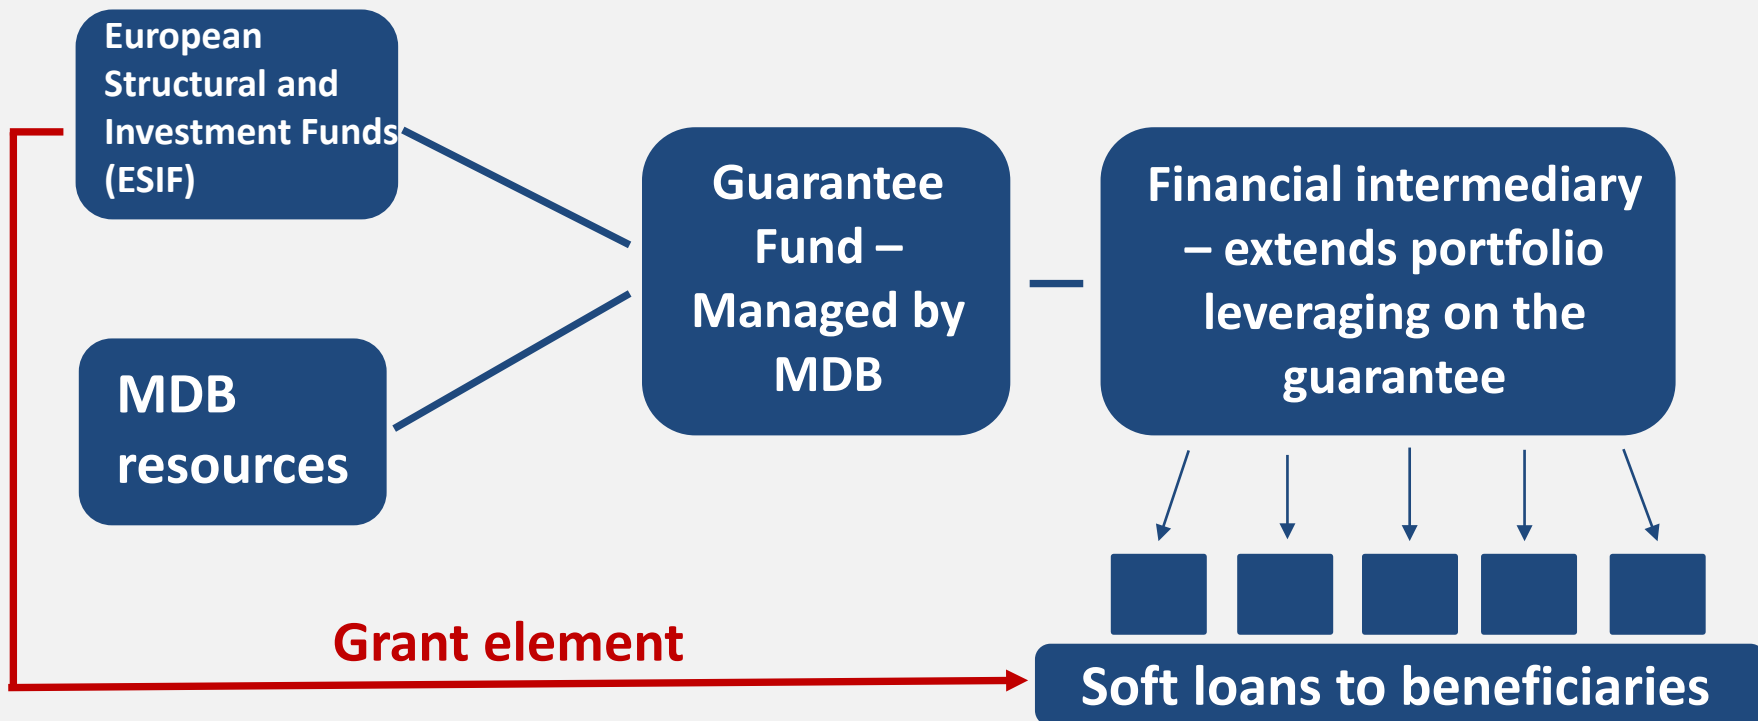 European
Structural and
Investment Funds
(ESIF)
MDB
resources
Guarantee
Fund –
Managed by
MDB
Financial intermediary
– extends portfolio
leveraging on the
guarantee
Grant element
Soft loans to beneficiaries